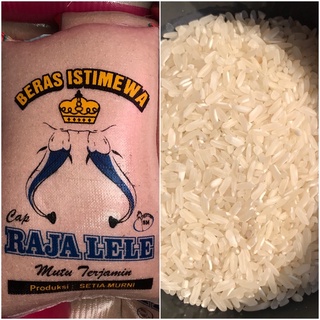 BERAS ISTIMEWA
Cap
RAJA LELE
Mutu Terjamin
Produksi : SETIA-MURNI